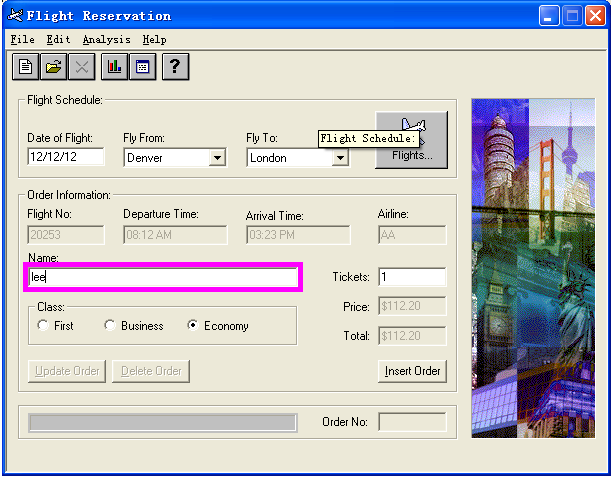 Flight Reservation
File Edit Analysis Help
?
Flight Schedule:
Date of Flight: Fly From: Fly To:
Flight Schedule:
12/12/12 Denver London
Flights...
Order Information:
Flight No: Departure Time: Arrival Time: Airline:
20253 08:12 AM 03:23 PM AA
Name:
lee Tickets: 1
Class: Price: $112.20
First Business Economy
Total: $112.20
Update Order Delete Order Insert Order
Order No: